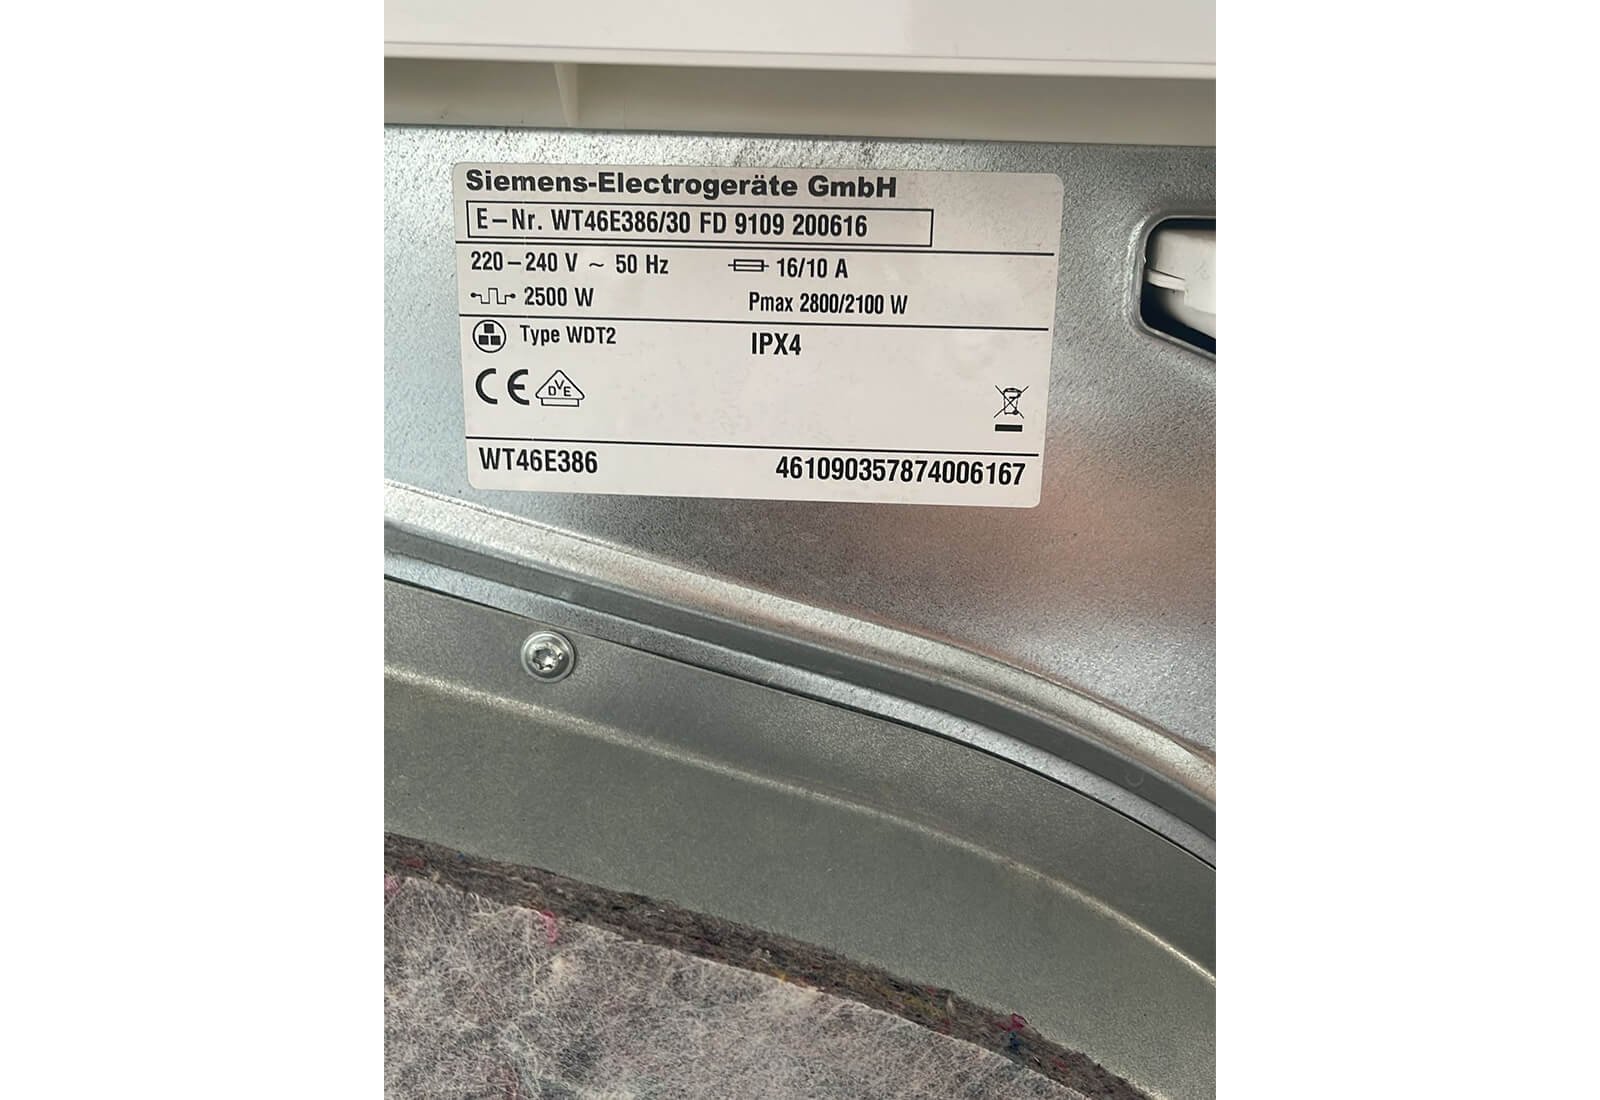 Siemens-Electrogeräte GmbH
E-Nr. WT46E386/30 FD 9109 200616
220-240 V ~ 50 Hz 16/10 A
2500 W Pmax 2800/2100 W
Type WDT2 IPX4
CE DVE
WT46E386 461090357874006167